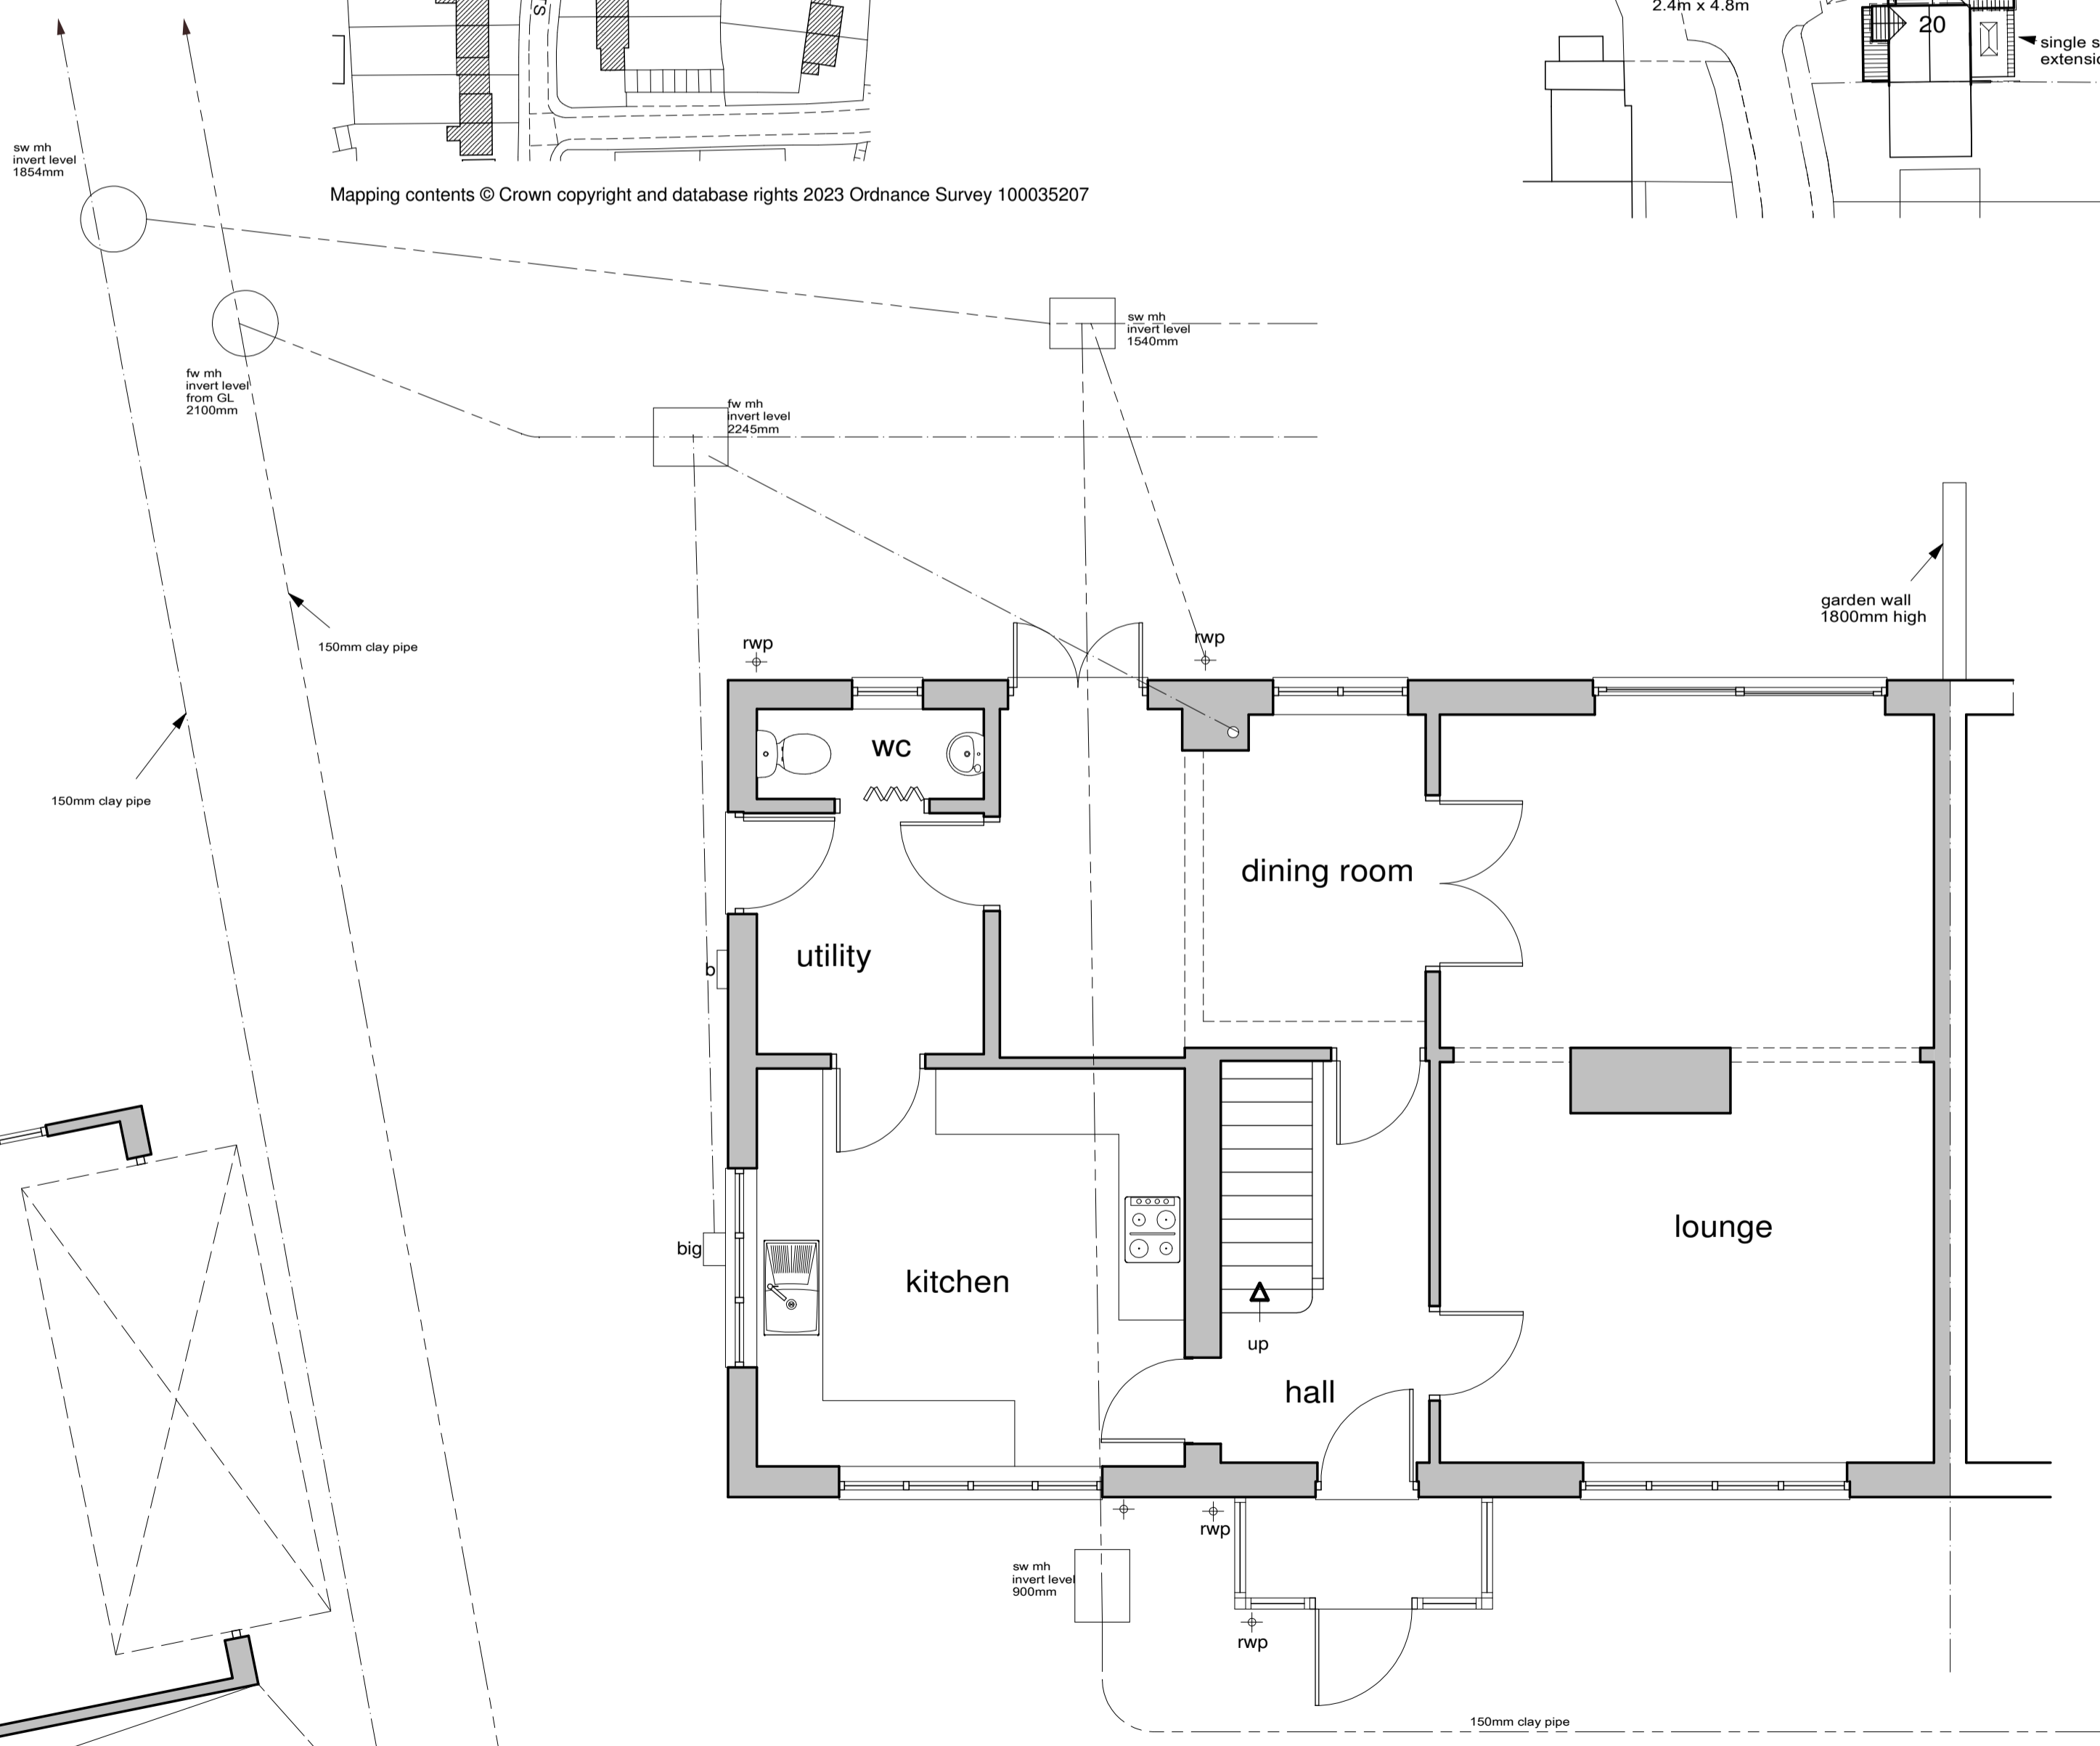 2.4m x 4.8m
20
single s
extensi
TS
sw mh
invert level
1854mm
Mapping contents © Crown copyright and database rights 2023 Ordnance Survey 100035207
sw mh
invert level
1540mm
fw mh
invert level
from GL
2100mm
fw mh
invert level
2245mm
garden wall
1800mm high
150mm clay pipe
rwp
rwp
wc
150mm clay pipe
dining room
utility
b
lounge
big
kitchen
up
hall
rwp
sw mh
invert level
900mm
rwp
150mm clay pipe